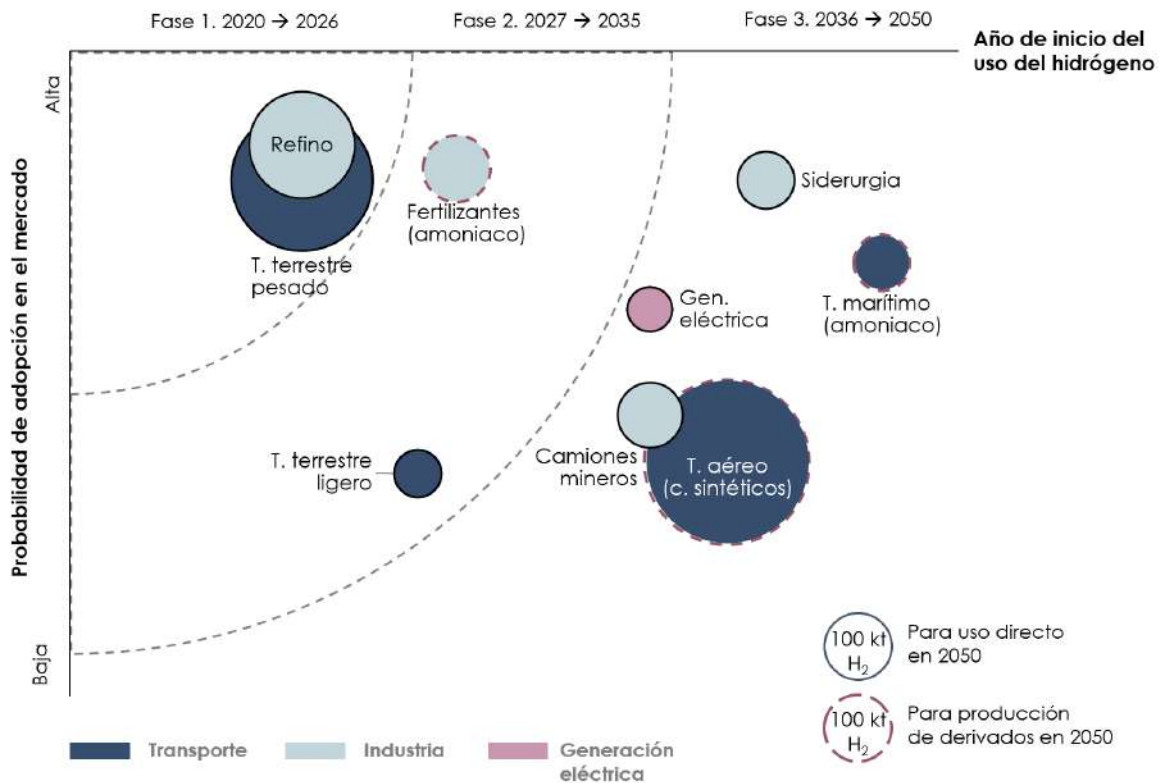 Fase 1. 2020 → 2026
Fase 2. 2027 → 2035
Fase 3. 2036 → 2050
Año de inicio del
uso del hidrógeno
Probabilidad de adopción en el mercado
Alta
Baja
Refino
T. terrestre
pesado
Fertilizantes
(amoniaco)
Siderurgia
T. marítimo
(amoniaco)
Gen.
eléctrica
Camiones
mineros
T. aéreo
(c. sintéticos)
T. terrestre
ligero
100 kt
H₂
Para uso directo
en 2050
100 kt
H₂
Para producción
de derivados en 2050
Transporte
Industria
Generación
eléctrica